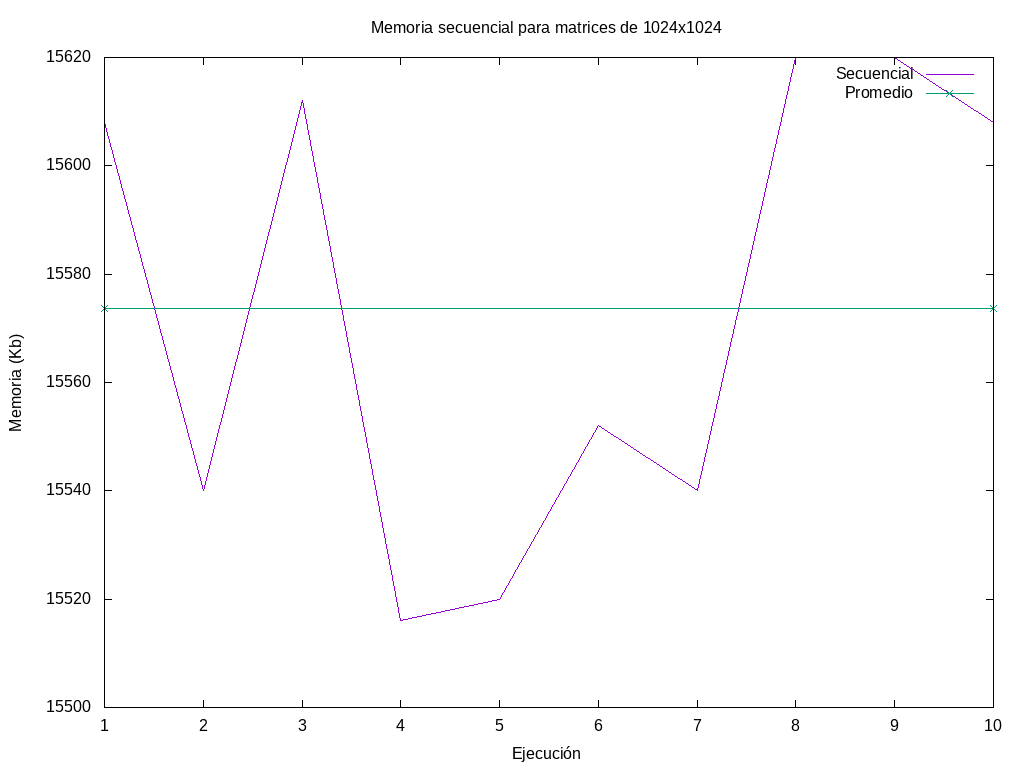 Memoria secuencial para matrices de 1024x1024
15620
15600
15580
15560
15540
15520
15500
Memoria (Kb)
Secuencial
Promedio
1 2 3 4 5 6 7 8 9 10
Ejecución